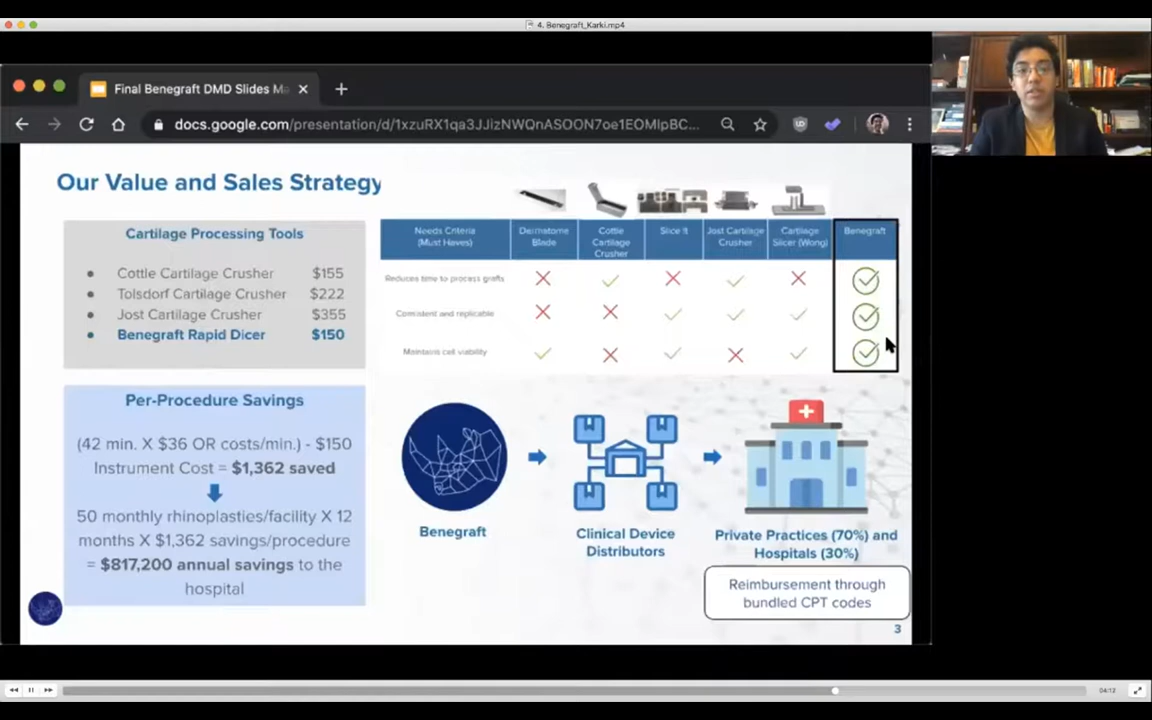 4. Benegraft_Karki.mp4
Final Benegraft DMD Slides Ma
docs.google.com/presentation/d/1xzuRX1qa3JJizNWQnASOON7oe1EOMlpBC...
Our Value and Sales Strategy
Cartilage Processing Tools
Cottle Cartilage Crusher $155
Tolsdorf Cartilage Crusher $222
Jost Cartilage Crusher $355
Benegraft Rapid Dicer $150
Per-Procedure Savings
(42 min. X $36 OR costs/min.) - $150
Instrument Cost = $1,362 saved
50 monthly rhinoplasties/facility X 12
months X $1,362 savings/procedure
= $817,200 annual savings to the
hospital
Needs Criteria
(Must Haves)
Dermatome
Blade
Cottle
Cartilage
Crusher
Slice It
Jost Cartilage
Crusher
Cartilage
Slicer (Wong)
Benegraft
Reduces time to process grafts
Consistent and replicable
Maintains cell viability
Benegraft
Clinical Device
Distributors
Private Practices (70%) and
Hospitals (30%)
Reimbursement through
bundled CPT codes
3
04:12